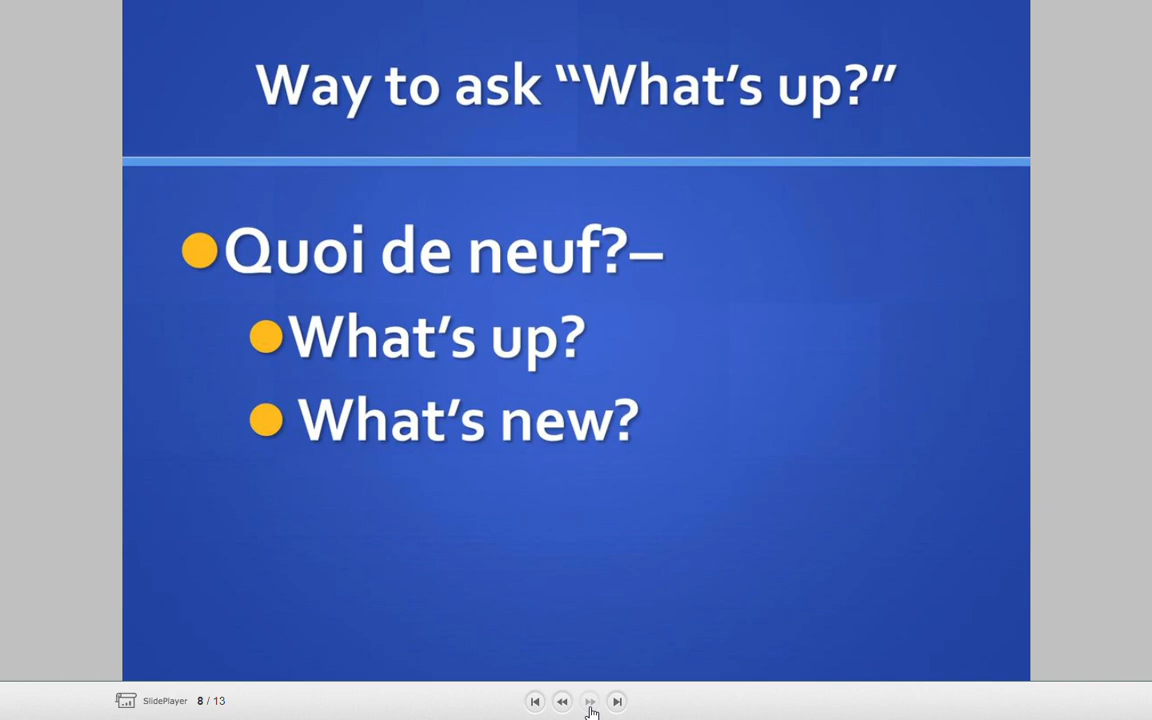 Way to ask “What’s up?”
Quoi de neuf?–
What’s up?
What’s new?
SlidePlayer 8 / 13